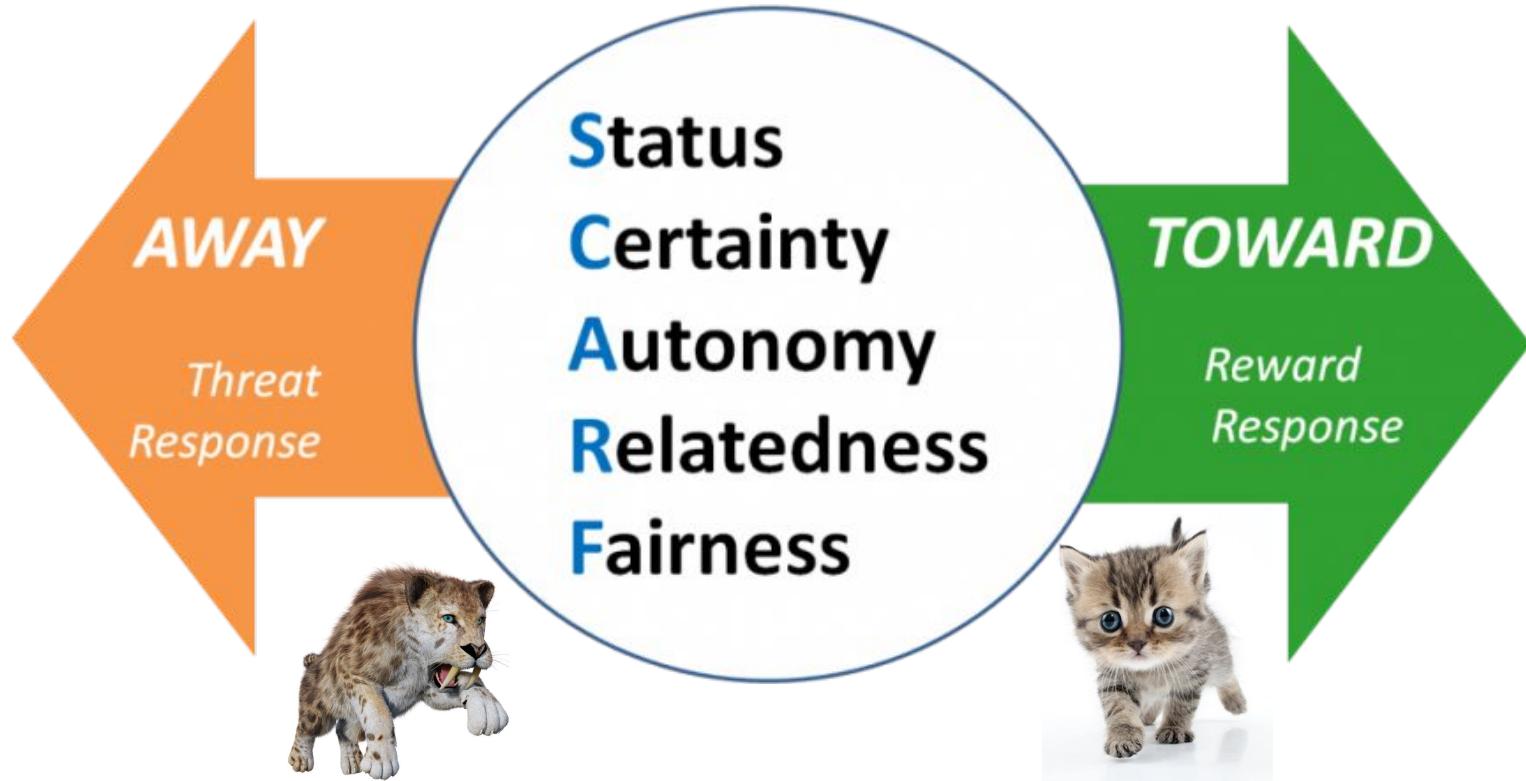 AWAY
Threat
Response
Status
Certainty
Autonomy
Relatedness
Fairness
TOWARD
Reward
Response